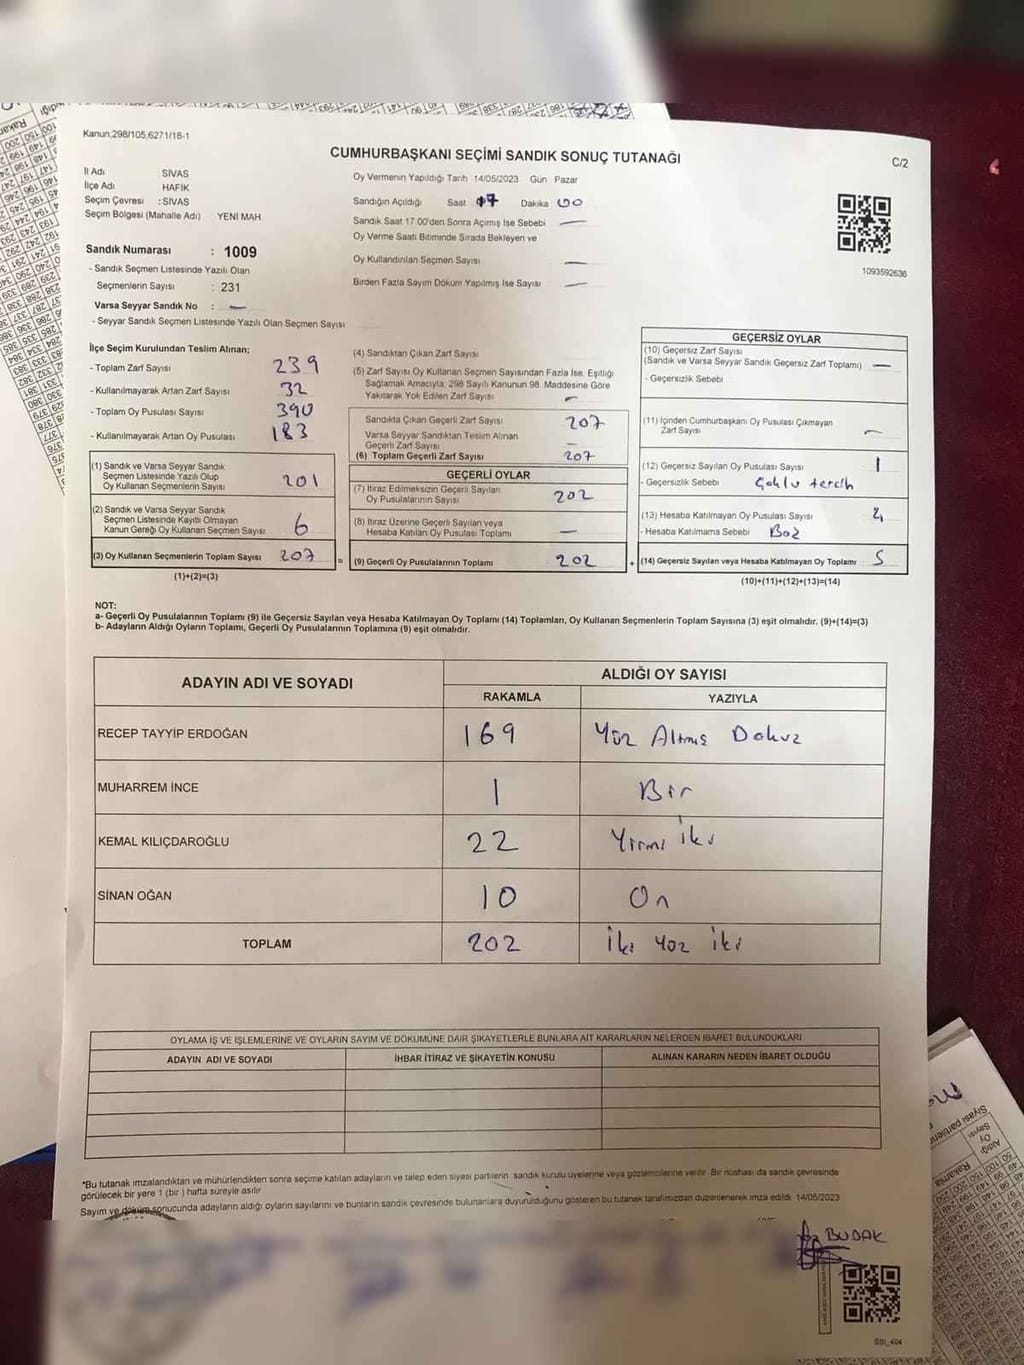 Kanun,298/105,6271/18-1
CUMHURBAŞKANI SEÇİMİ SANDIK SONUÇ TUTANAĞI
C/2
İl Adı SİVAS
İlçe Adı HAFİK
Seçim Çevresi : SİVAS
Seçim Bölgesi (Mahalle Adı) YENİ MAH.
Sandık Numarası : 1009
- Sandık Seçmen Listesinde Yazılı Olan
Seçmenlerin Sayısı : 231
Varsa Seyyar Sandık No : —
- Seyyar Sandık Seçmen Listesinde Yazılı Olan Seçmen Sayısı
Oy Vermenin Yapıldığı Tarih 14/05/2023 Gün Pazar
Sandığın Açıldığı Saat 17 Dakika 00
Sandık Saat 17:00'den Sonra Açımış İse Sebebi —
Oy Verme Saati Bitiminde Sırada Bekleyen ve
Oy Kullandırılan Seçmen Sayısı —
Birden Fazla Sayım Döküm Yapılmış İse Sayısı —
1093592636
İlçe Seçim Kurulundan Teslim Alınan;
- Toplam Zarf Sayısı 239
- Kullanılmayarak Artan Zarf Sayısı 32
- Toplam Oy Pusulası Sayısı 390
- Kullanılmayarak Artan Oy Pusulası 183
(1) Sandık ve Varsa Seyyar Sandık
Seçmen Listesinde Yazılı Olup
Oy Kullanan Seçmenlerin Sayısı 201
(2) Sandık ve Varsa Seyyar Sandık
Seçmen Listesinde Kayıtlı Olmayan
Kanun Gereği Oy Kullanan Seçmen Sayısı 6
(3) Oy Kullanan Seçmenlerin Toplam Sayısı 207
(1)+(2)=(3)
(4) Sandıktan Çıkan Zarf Sayısı
(5) Zarf Sayısı Oy Kullanan Seçmen Sayısından Fazla İse, Eşitliği
Sağlamak Amacıyla, 298 Sayılı Kanunun 98. Maddesine Göre
Yakılarak Yok Edilen Zarf Sayısı —
Sandıkta Çıkan Geçerli Zarf Sayısı 207
Varsa Seyyar Sandıktan Teslim Alınan
Geçerli Zarf Sayısı —
(6) Toplam Geçerli Zarf Sayısı 207
GEÇERLİ OYLAR
(7) İtiraz Edilmeksizin Geçerli Sayılan
Oy Pusulalarının Sayısı 202
(8) İtiraz Üzerine Geçerli Sayılan veya
Hesaba Katılan Oy Pusulası Toplamı —
= (9) Geçerli Oy Pusulalarının Toplamı 202
GEÇERSİZ OYLAR
(10) Geçersiz Zarf Sayısı
(Sandık ve Varsa Seyyar Sandık Geçersiz Zarf Toplamı) —
- Geçersizlik Sebebi
(11) İçinden Cumhurbaşkanı Oy Pusulası Çıkmayan
Zarf Sayısı —
(12) Geçersiz Sayılan Oy Pusulası Sayısı 1
- Geçersizlik Sebebi Çoklu tercih
(13) Hesaba Katılmayan Oy Pusulası Sayısı
- Hesaba Katılmama Sebebi Boz
+ (14) Geçersiz Sayılan veya Hesaba Katılmayan Oy Toplamı 5
(10)+(11)+(12)+(13)=(14)
NOT:
a- Geçerli Oy Pusulalarının Toplamı (9) ile Geçersiz Sayılan veya Hesaba Katılmayan Oy Toplamı (14) Toplamları, Oy Kullanan Seçmenlerin Toplam Sayısına (3) eşit olmalıdır. (9)+(14)=(3)
b- Adayların Aldığı Oyların Toplamı, Geçerli Oy Pusulalarının Toplamına (9) eşit olmalıdır.
ADAYIN ADI VE SOYADI ALDIĞI OY SAYISI
RAKAMLA YAZIYLA
RECEP TAYYİP ERDOĞAN 169 Yüz Altmış Dokuz
MUHARREM İNCE 1 Bir
KEMAL KILIÇDAROĞLU 22 Yirmi iki
SİNAN OĞAN 10 On
TOPLAM 202 İki yüz iki
OYLAMA İŞ VE İŞLEMLERİNE VE OYLARIN SAYIM VE DÖKÜMÜNE DAİR ŞİKAYETLERLE BUNLARA AİT KARARLARIN NELERDEN İBARET BULUNDUKLARI
ADAYIN ADI VE SOYADI İHBAR İTİRAZ VE ŞİKAYETİN KONUSU ALINAN KARARIN NEDEN İBARET OLDUĞU
*Bu tutanak imzalandıktan ve mühürlendikten sonra seçime katılan adayların ve talep eden siyasi partilerin sandık kurulu üyelerine veya gözlemcilerine verilir. Bir nüshası da sandık çevresinde
görülecek bir yere 1 (bir) hafta süreyle asılır
Sayım ve döküm sonucunda adayların aldığı oyların sayılarını ve bunların sandık çevresinde bulunanlara duyurulduğunu gösteren bu tutanak tarafımızdan düzenlenerek imza edildi. 14/05/2023
BUDAK